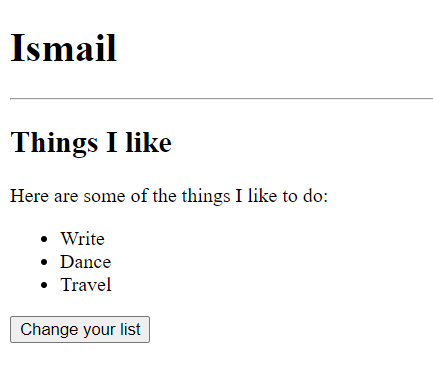 Ismail
Things I like
Here are some of the things I like to do:
Write
Dance
Travel
Change your list